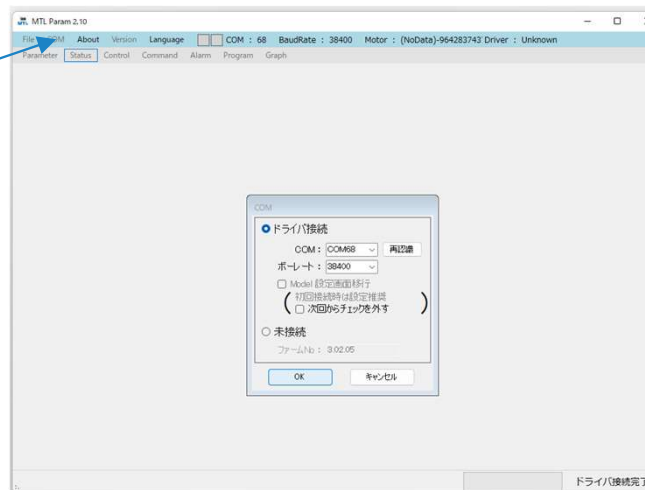 MTL Param 2.10
File COM About Version Language COM : 68 BaudRate : 38400 Motor : (NoData)-964283743 Driver : Unknown
Parameter Status Control Command Alarm Program Graph
COM
ドライバ接続
COM : COM68 再認識
ボーレート : 38400
Model 設定画面移行
初回接続時は設定推奨
次回からチェックを外す
未接続
ファームNo : 3.02.05
OK キャンセル
ドライバ接続完了